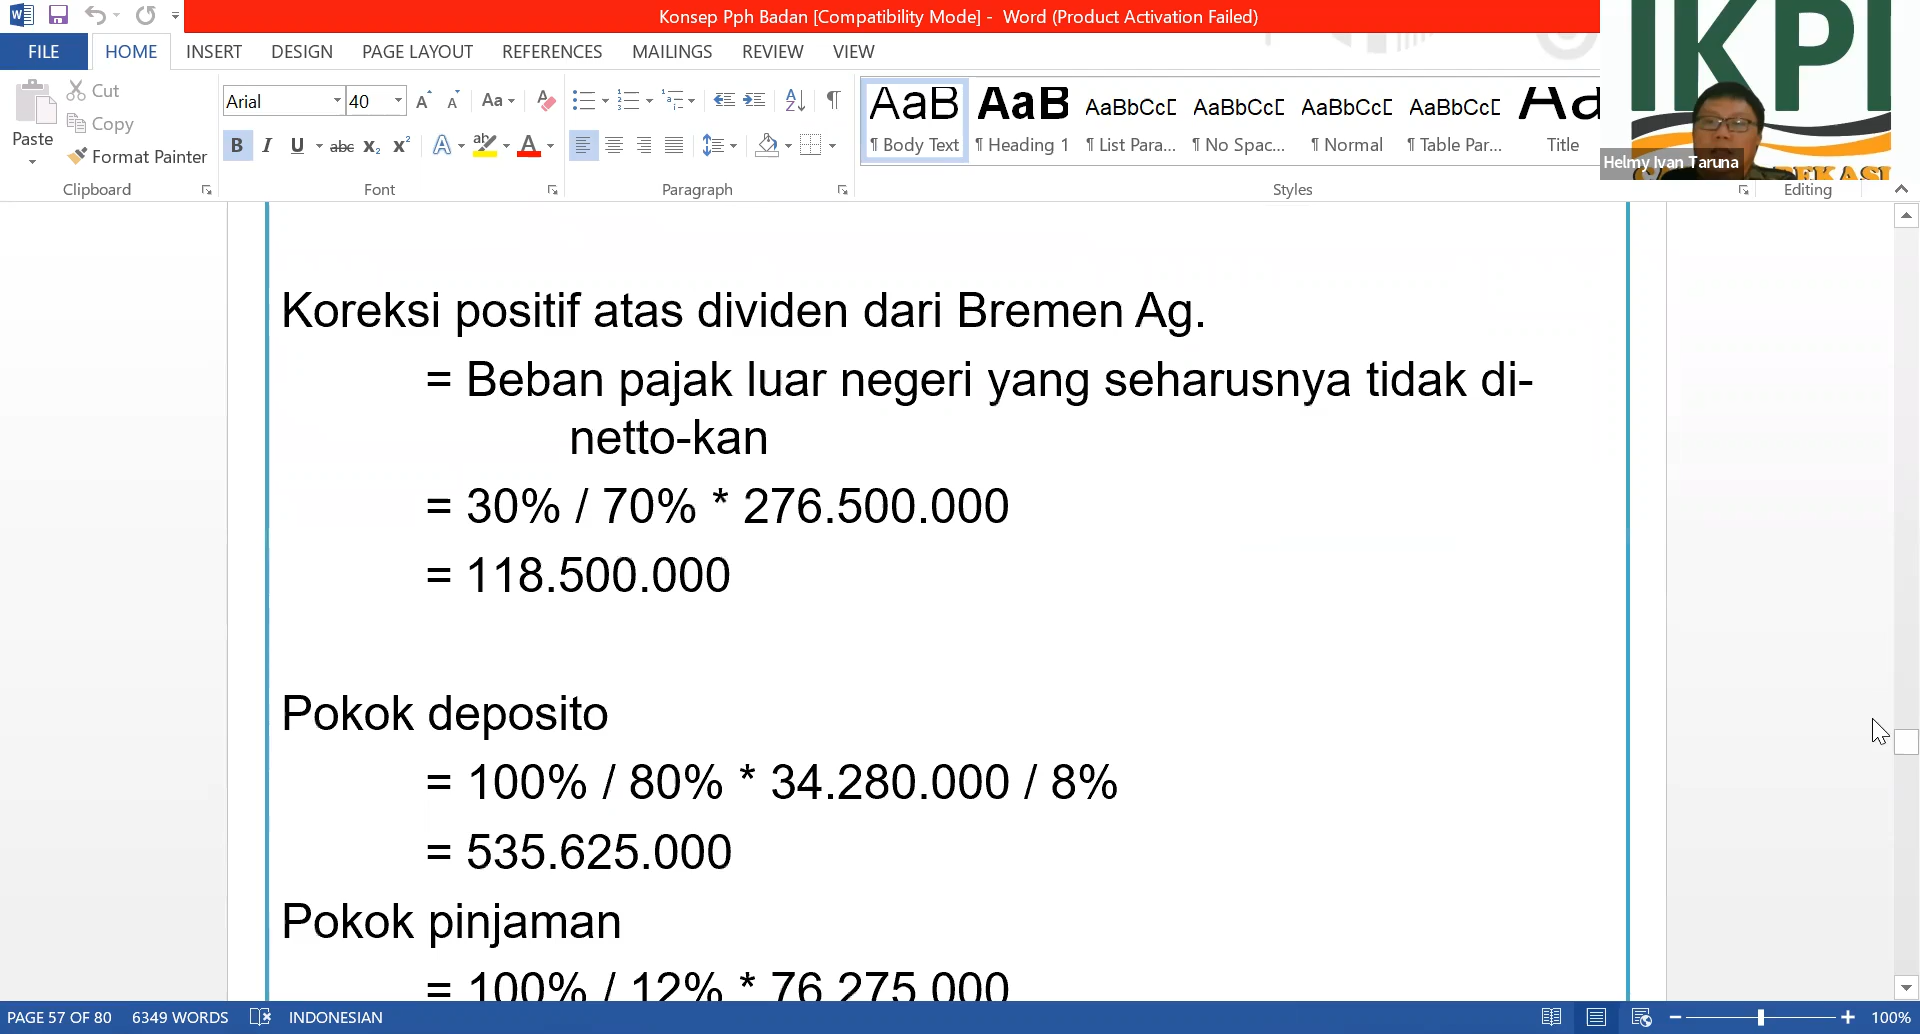 Konsep Pph Badan [Compatibility Mode] - Word (Product Activation Failed)
FILE HOME INSERT DESIGN PAGE LAYOUT REFERENCES MAILINGS REVIEW VIEW
IKPI
Helmy Ivan Taruna
Paste
Cut
Copy
Format Painter
Arial 40
AaB AaB AaBbCcD AaBbCcD AaBbCcD AaBbCcD
¶ Body Text ¶ Heading 1 ¶ List Para... ¶ No Spac... ¶ Normal ¶ Table Par... Title
Clipboard Font Paragraph Styles Editing
Koreksi positif atas dividen dari Bremen Ag.
= Beban pajak luar negeri yang seharusnya tidak di-
netto-kan
= 30% / 70% * 276.500.000
= 118.500.000
Pokok deposito
= 100% / 80% * 34.280.000 / 8%
= 535.625.000
Pokok pinjaman
= 100% / 12% * 76.275.000
PAGE 57 OF 80 6349 WORDS INDONESIAN 100%